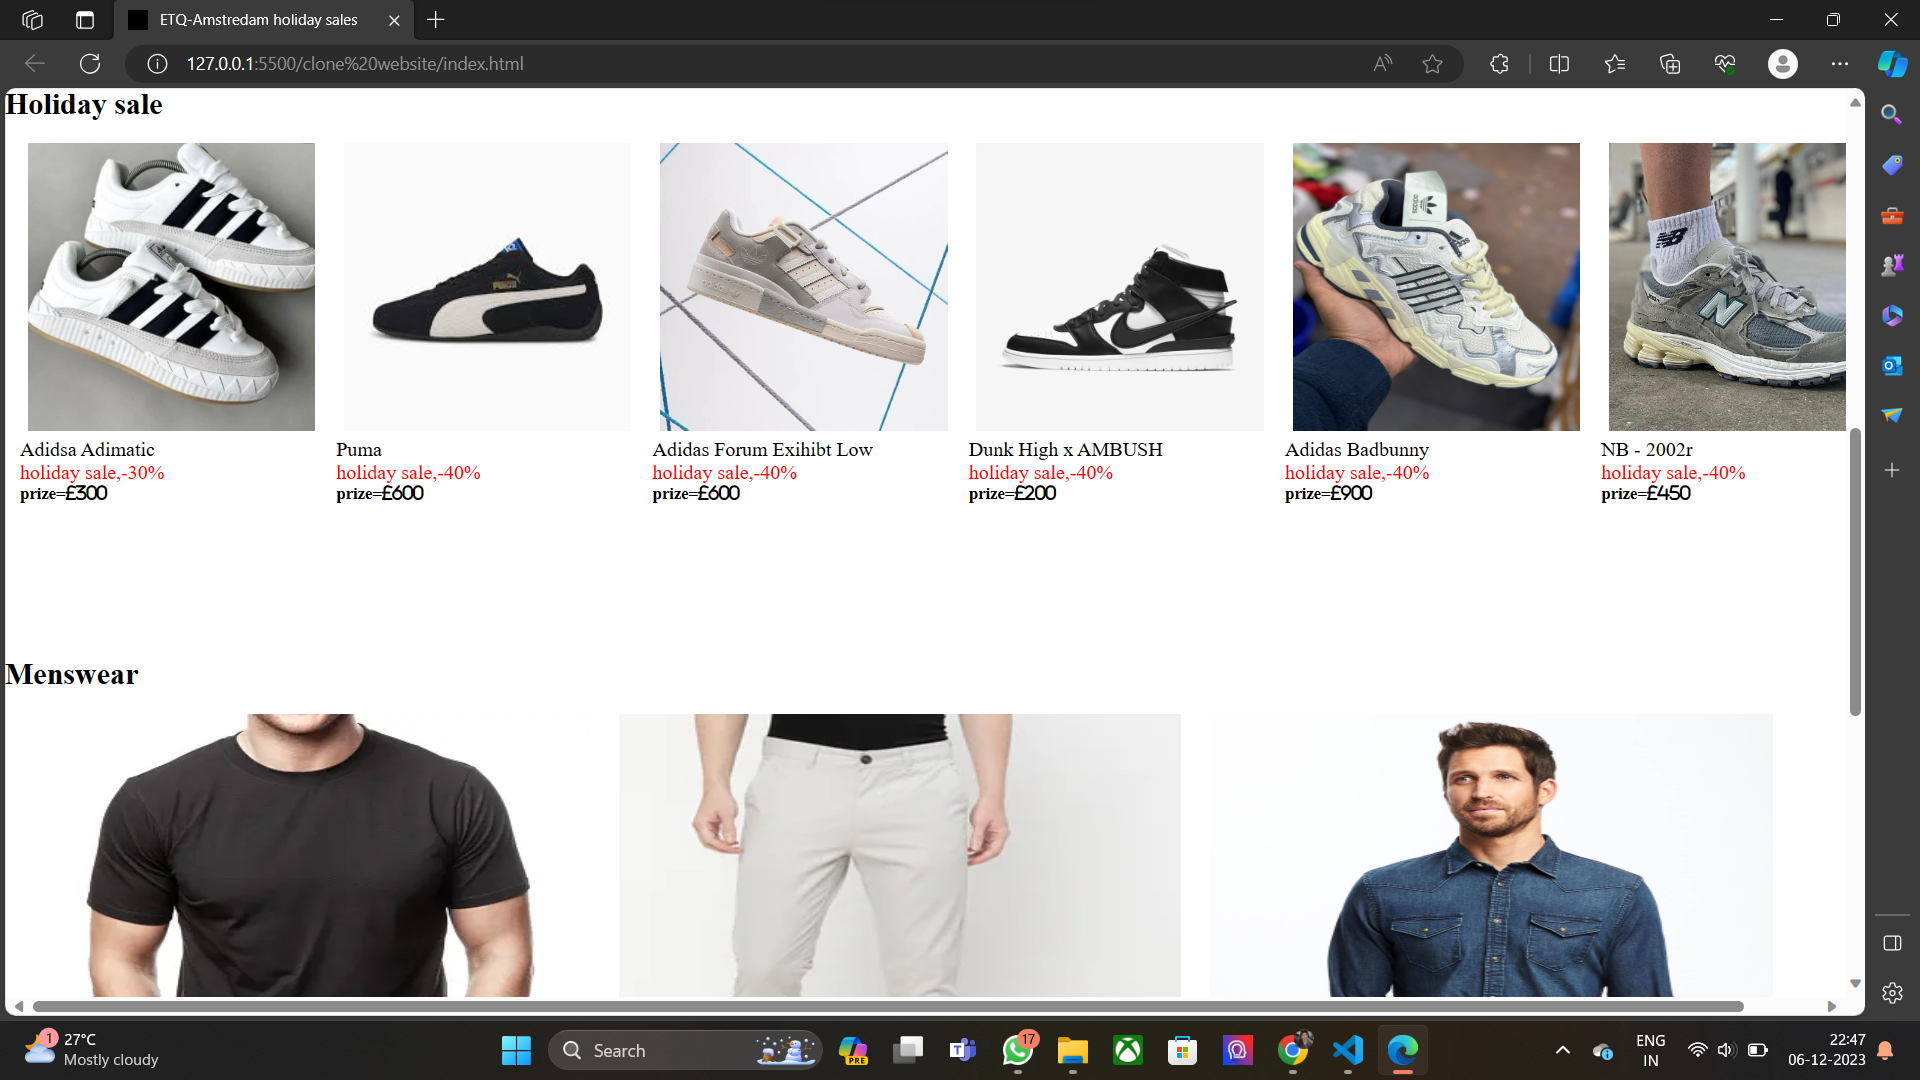 ETQ-Amstredam holiday sales
127.0.0.1:5500/clone%20website/index.html
Holiday sale
Adidsa Adimatic
holiday sale,-30%
prize=£300
Puma
holiday sale,-40%
prize=£600
Adidas Forum Exihibt Low
holiday sale,-40%
prize=£600
Dunk High x AMBUSH
holiday sale,-40%
prize=£200
Adidas Badbunny
holiday sale,-40%
prize=£900
NB - 2002r
holiday sale,-40%
prize=£450
Menswear
1
27°C
Mostly cloudy
Search
PRE
17
ENG
IN
22:47
06-12-2023